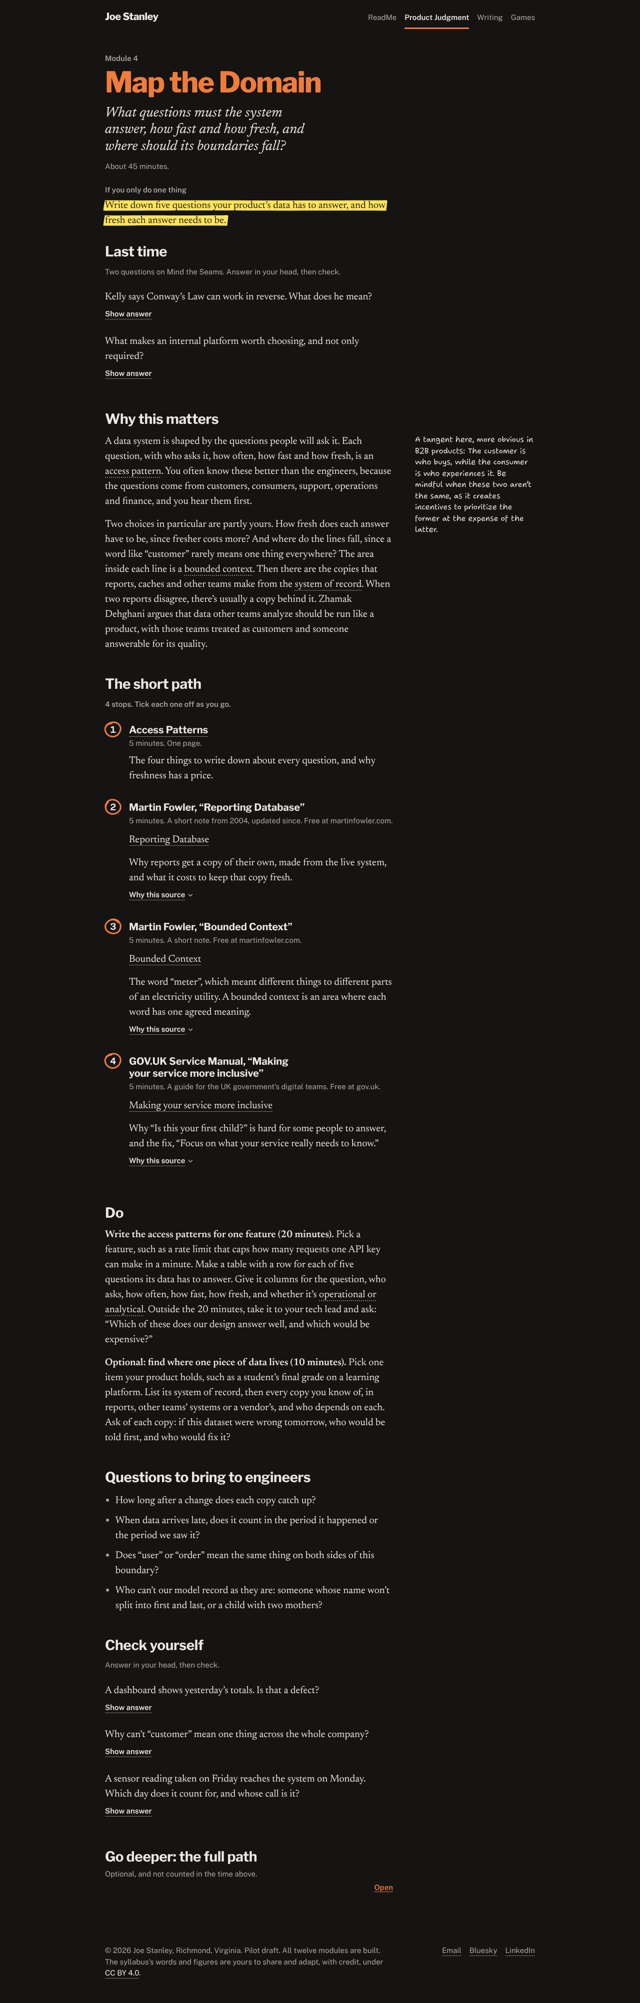 Joe Stanley
ReadMe Product Judgment Writing Games
Module 4
Map the Domain
What questions must the system
answer, how fast and how fresh, and
where should its boundaries fall?
About 45 minutes.
If you only do one thing
Write down five questions your product’s data has to answer, and how
fresh each answer needs to be.
Last time
Two questions on Mind the Seams. Answer in your head, then check.
Kelly says Conway’s Law can work in reverse. What does he mean?
Show answer
What makes an internal platform worth choosing, and not only
required?
Show answer
Why this matters
A data system is shaped by the questions people will ask it. Each
question, with who asks it, how often, how fast and how fresh, is an
access pattern. You often know these better than the engineers, because
the questions come from customers, consumers, support, operations
and finance, and you hear them first.
A tangent here, more obvious in
B2B products: The customer is
who buys, while the consumer
is who experiences it. Be
mindful when these two aren’t
the same, as it creates
incentives to prioritize the
former at the expense of the
latter.
Two choices in particular are partly yours. How fresh does each answer
have to be, since fresher costs more? And where do the lines fall, since a
word like “customer” rarely means one thing everywhere? The area
inside each line is a bounded context. Then there are the copies that
reports, caches and other teams make from the system of record. When
two reports disagree, there’s usually a copy behind it. Zhamak
Dehghani argues that data other teams analyze should be run like a
product, with those teams treated as customers and someone
answerable for its quality.
The short path
4 stops. Tick each one off as you go.
1 Access Patterns
5 minutes. One page.
The four things to write down about every question, and why
freshness has a price.
2 Martin Fowler, “Reporting Database”
5 minutes. A short note from 2004, updated since. Free at martinfowler.com.
Reporting Database
Why reports get a copy of their own, made from the live system,
and what it costs to keep that copy fresh.
Why this source
3 Martin Fowler, “Bounded Context”
5 minutes. A short note. Free at martinfowler.com.
Bounded Context
The word “meter”, which meant different things to different parts
of an electricity utility. A bounded context is an area where each
word has one agreed meaning.
Why this source
4 GOV.UK Service Manual, “Making
your service more inclusive”
5 minutes. A guide for the UK government’s digital teams. Free at gov.uk.
Making your service more inclusive
Why “Is this your first child?” is hard for some people to answer,
and the fix, “Focus on what your service really needs to know.”
Why this source
Do
Write the access patterns for one feature (20 minutes). Pick a
feature, such as a rate limit that caps how many requests one API key
can make in a minute. Make a table with a row for each of five
questions its data has to answer. Give it columns for the question, who
asks, how often, how fast, how fresh, and whether it’s operational or
analytical. Outside the 20 minutes, take it to your tech lead and ask:
“Which of these does our design answer well, and which would be
expensive?”
Optional: find where one piece of data lives (10 minutes). Pick one
item your product holds, such as a student’s final grade on a learning
platform. List its system of record, then every copy you know of, in
reports, other teams’ systems or a vendor’s, and who depends on each.
Ask of each copy: if this dataset were wrong tomorrow, who would be
told first, and who would fix it?
Questions to bring to engineers
• How long after a change does each copy catch up?
• When data arrives late, does it count in the period it happened or
the period we saw it?
• Does “user” or “order” mean the same thing on both sides of this
boundary?
• Who can’t our model record as they are: someone whose name won’t
split into first and last, or a child with two mothers?
Check yourself
Answer in your head, then check.
A dashboard shows yesterday’s totals. Is that a defect?
Show answer
Why can’t “customer” mean one thing across the whole company?
Show answer
A sensor reading taken on Friday reaches the system on Monday.
Which day does it count for, and whose call is it?
Show answer
Go deeper: the full path
Optional, and not counted in the time above.
Open
© 2026 Joe Stanley, Richmond, Virginia. Pilot draft. All twelve modules are built.
The syllabus’s words and figures are yours to share and adapt, with credit, under
CC BY 4.0.
Email Bluesky LinkedIn